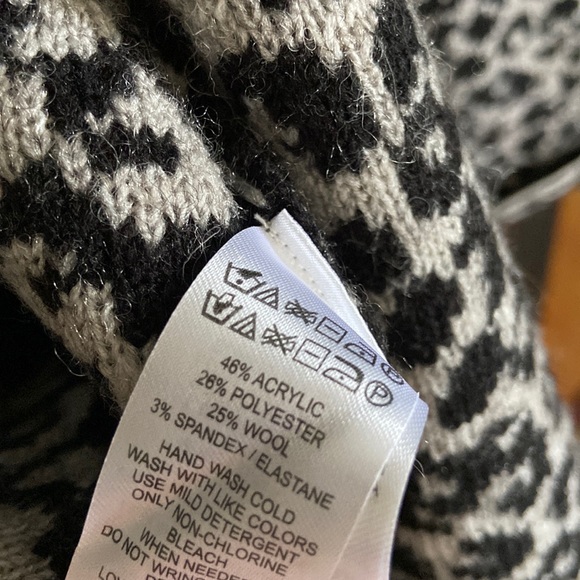 46% ACRYLIC
26% POLYESTER
25% WOOL
3% SPANDEX / ELASTANE
HAND WASH COLD
WASH WITH LIKE COLORS
USE MILD DETERGENT
ONLY NON-CHLORINE
BLEACH
WHEN NEEDED
DO NOT WRING